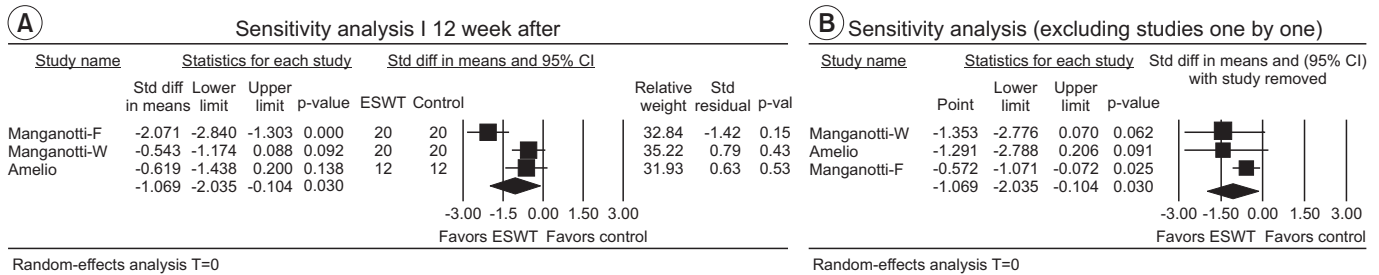 A Sensitivity analysis I 12 week after
Study name Statistics for each study Std diff in means and 95% CI
Std diff in means Lower limit Upper limit p-value ESWT Control Relative weight Std residual p-val
Manganotti-F -2.071 -2.840 -1.303 0.000 20 20 32.84 -1.42 0.15
Manganotti-W -0.543 -1.174 0.088 0.092 20 20 35.22 0.79 0.43
Amelio -0.619 -1.438 0.200 0.138 12 12 31.93 0.63 0.53
-1.069 -2.035 -0.104 0.030
-3.00 -1.5 0.00 1.50 3.00
Favors ESWT Favors control
Random-effects analysis T=0
B Sensitivity analysis (excluding studies one by one)
Study name Statistics for each study Std diff in means and (95% CI)
with study removed
Point Lower limit Upper limit p-value
Manganotti-W -1.353 -2.776 0.070 0.062
Amelio -1.291 -2.788 0.206 0.091
Manganotti-F -0.572 -1.071 -0.072 0.025
-1.069 -2.035 -0.104 0.030
-3.00 -1.50 0.00 1.50 3.00
Favors ESWT Favors control
Random-effects analysis T=0